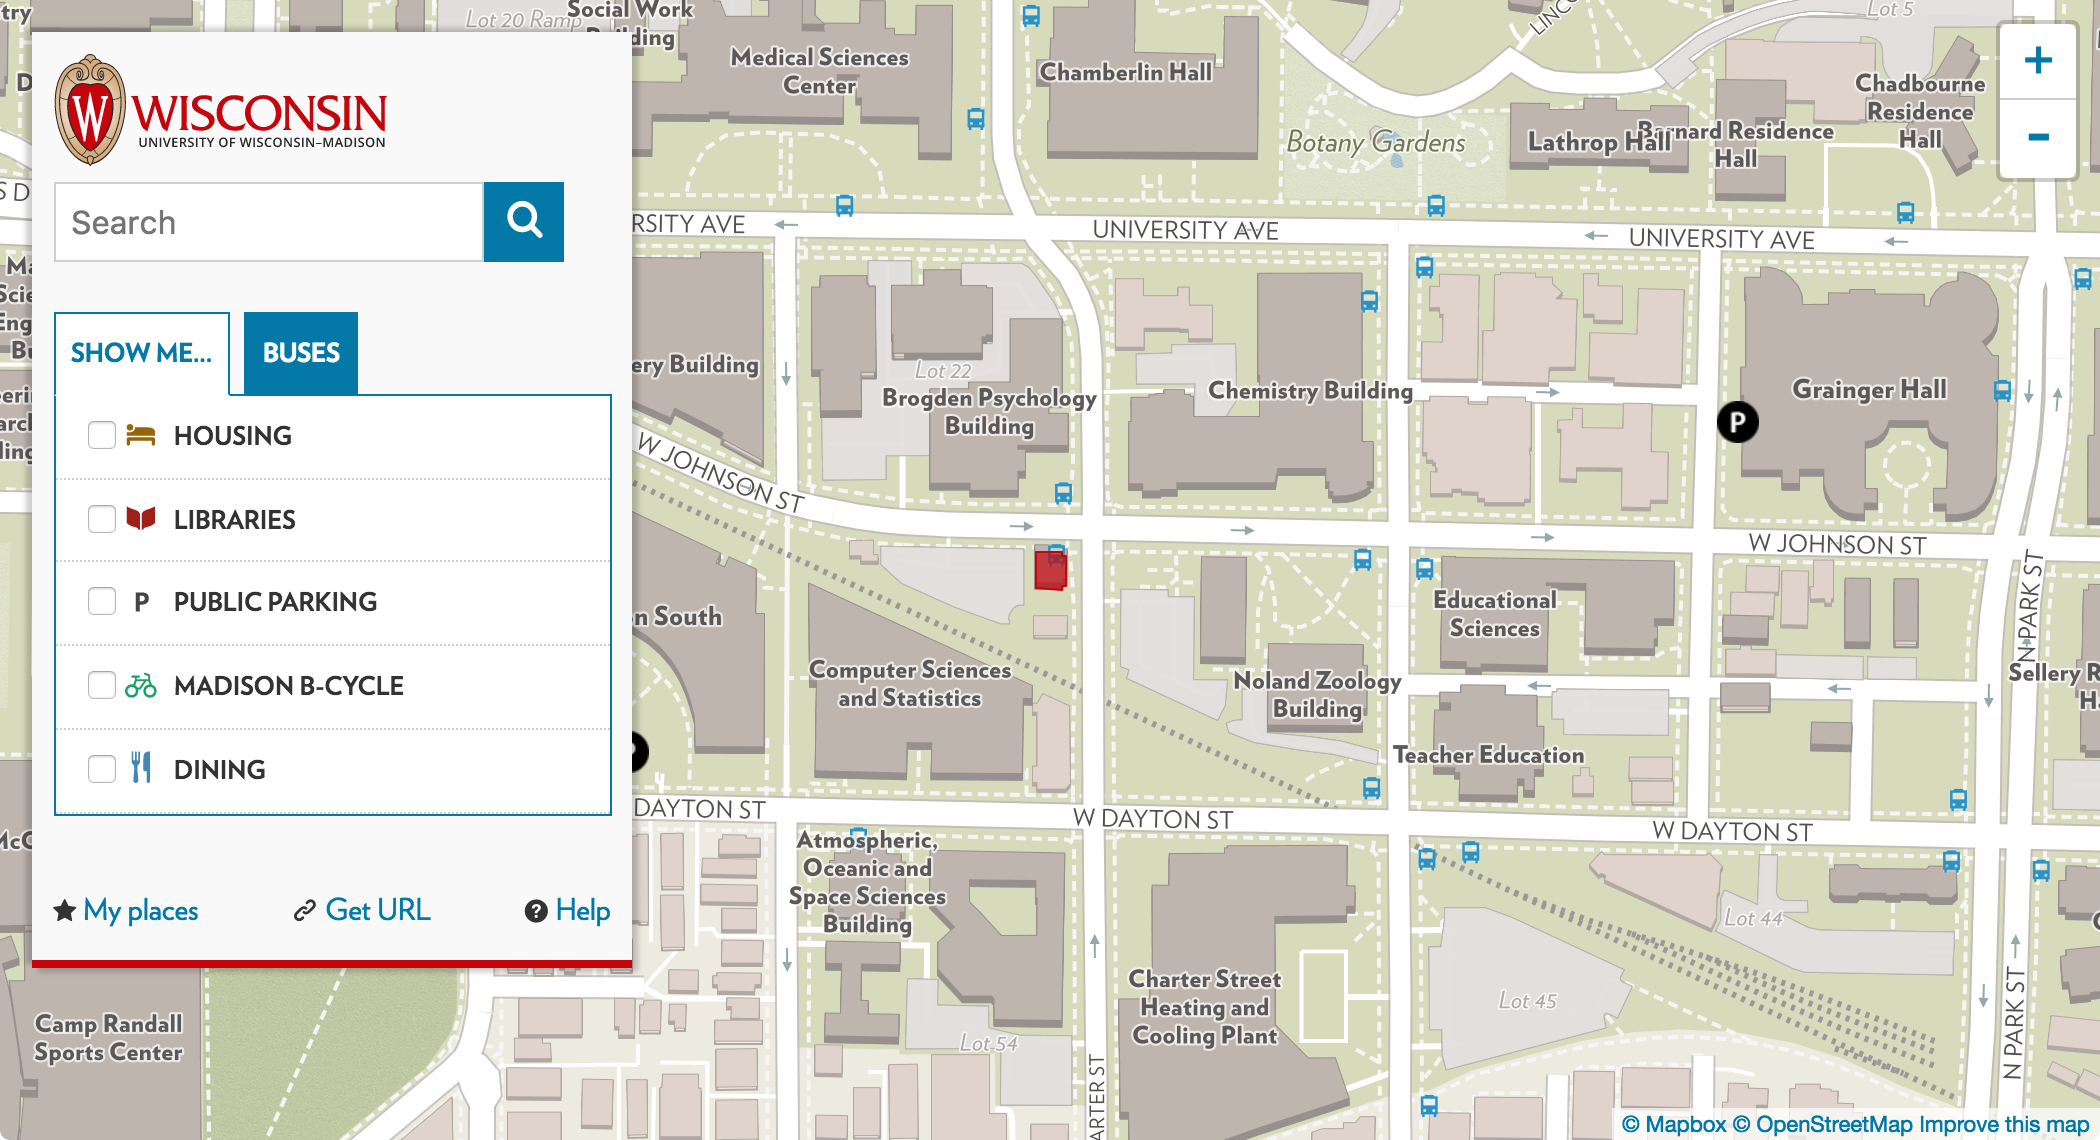 WISCONSIN
UNIVERSITY OF WISCONSIN–MADISON
Search
SHOW ME...
BUSES
HOUSING
LIBRARIES
P PUBLIC PARKING
MADISON B-CYCLE
DINING
My places
Get URL
? Help
Lot 20 Ramp
Social Work
Building
Medical Sciences
Center
Chamberlin Hall
Botany Gardens
Lathrop Hall
Barnard Residence
Hall
Chadbourne
Residence
Hall
Lot 5
+
-
RSITY AVE
UNIVERSITY AVE
UNIVERSITY AVE
ery Building
Lot 22
Brogden Psychology
Building
Chemistry Building
Grainger Hall
P
W JOHNSON ST
W JOHNSON ST
N PARK ST
n South
Computer Sciences
and Statistics
Noland Zoology
Building
Educational
Sciences
Teacher Education
Sellery R
H
DAYTON ST
W DAYTON ST
W DAYTON ST
Atmospheric,
Oceanic and
Space Sciences
Building
Lot 54
Charter Street
Heating and
Cooling Plant
ARTER ST
Lot 45
Lot 44
N PARK ST
Camp Randall
Sports Center
© Mapbox © OpenStreetMap Improve this map